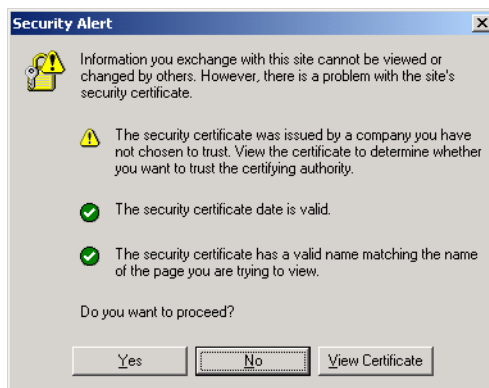 Security Alert
Information you exchange with this site cannot be viewed or
changed by others. However, there is a problem with the site's
security certificate.
The security certificate was issued by a company you have
not chosen to trust. View the certificate to determine whether
you want to trust the certifying authority.
The security certificate date is valid.
The security certificate has a valid name matching the name
of the page you are trying to view.
Do you want to proceed?
Yes No View Certificate